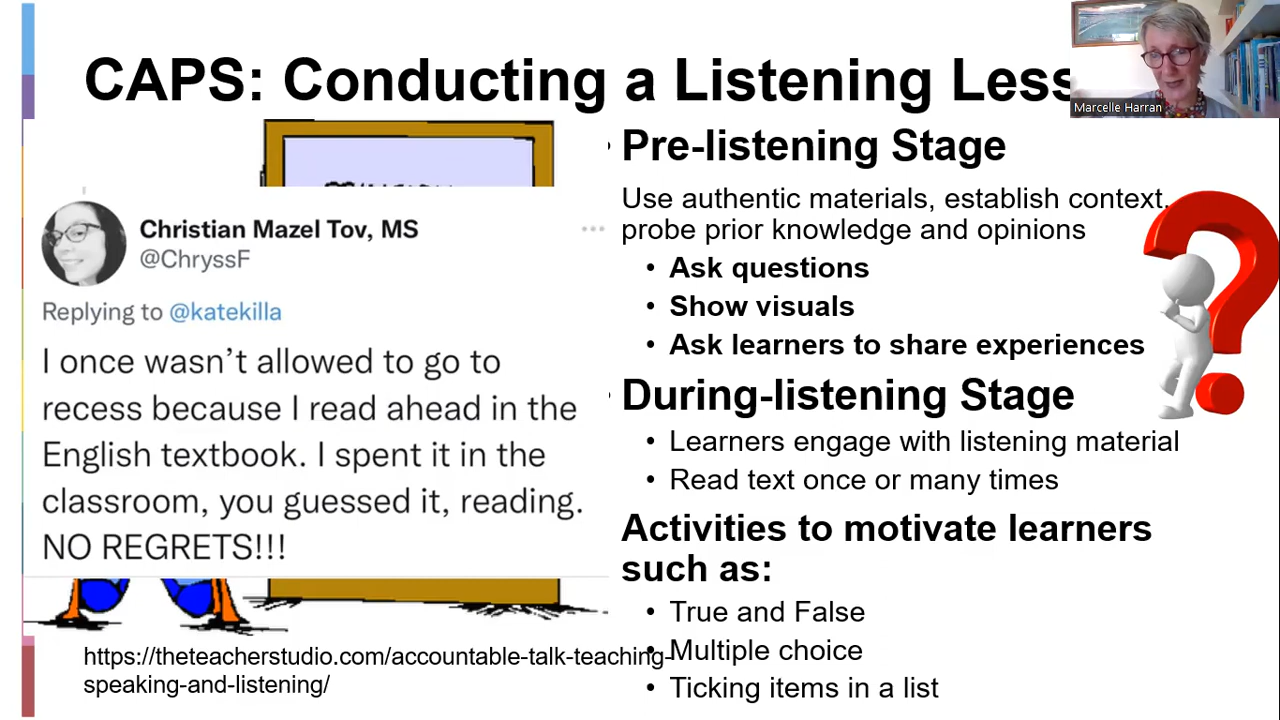 CAPS: Conducting a Listening Less
Marcelle Harran
Christian Mazel Tov, MS
@ChryssF
Replying to @katekilla
I once wasn't allowed to go to
recess because I read ahead in the
English textbook. I spent it in the
classroom, you guessed it, reading.
NO REGRETS!!!
https://theteacherstudio.com/accountable-talk-teaching-
speaking-and-listening/
• Pre-listening Stage
Use authentic materials, establish context,
probe prior knowledge and opinions
• Ask questions
• Show visuals
• Ask learners to share experiences
• During-listening Stage
• Learners engage with listening material
• Read text once or many times
Activities to motivate learners
such as:
• True and False
• Multiple choice
• Ticking items in a list